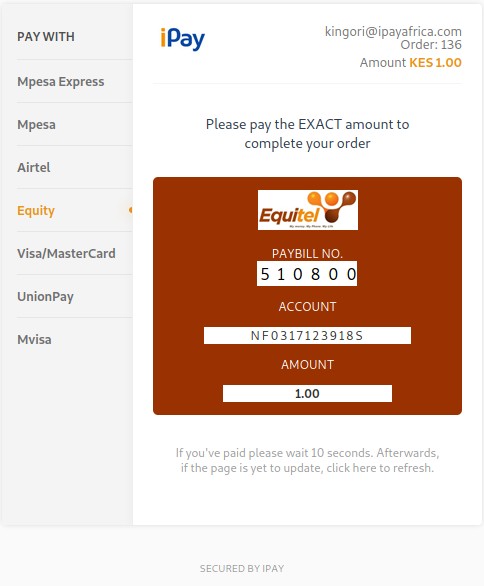 PAY WITH
Mpesa Express
Mpesa
Airtel
Equity
Visa/MasterCard
UnionPay
Mvisa
iPay
kingori@ipayafrica.com
Order: 136
Amount KES 1.00
Please pay the EXACT amount to
complete your order
Equitel
My money. My Phone. My Life.
PAYBILL NO.
510800
ACCOUNT
NF0317123918S
AMOUNT
1.00
If you've paid please wait 10 seconds. Afterwards,
if the page is yet to update, click here to refresh.
SECURED BY IPAY